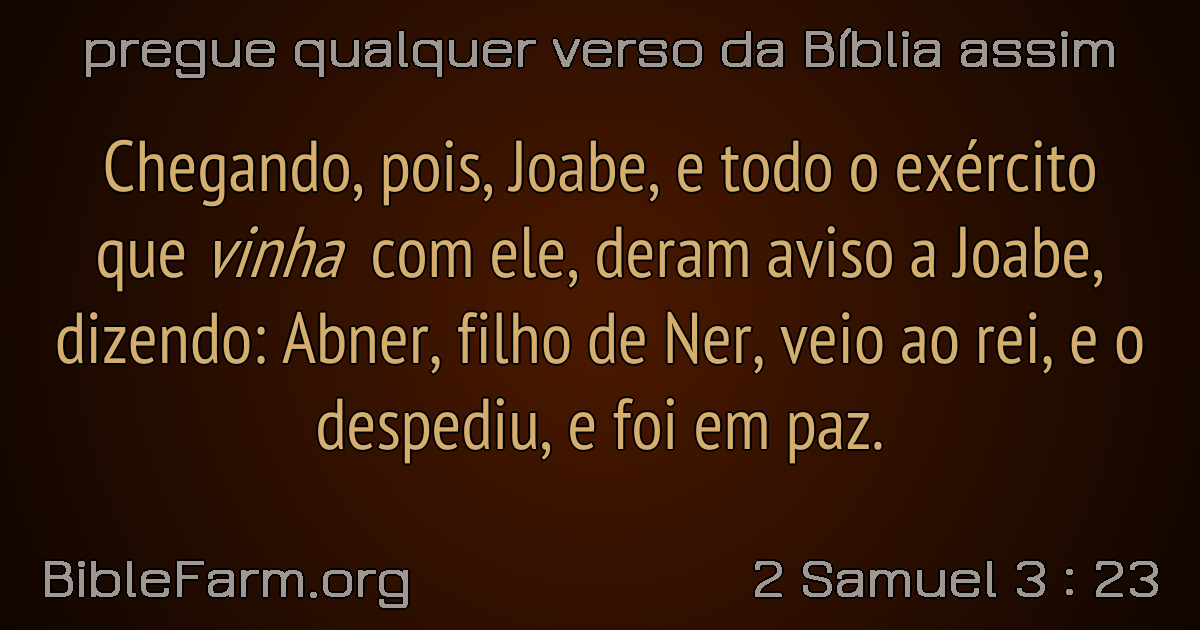 pregue qualquer verso da Bíblia assim
Chegando, pois, Joabe, e todo o exército
que vinha com ele, deram aviso a Joabe,
dizendo: Abner, filho de Ner, veio ao rei, e o
despediu, e foi em paz.
BibleFarm.org
2 Samuel 3 : 23